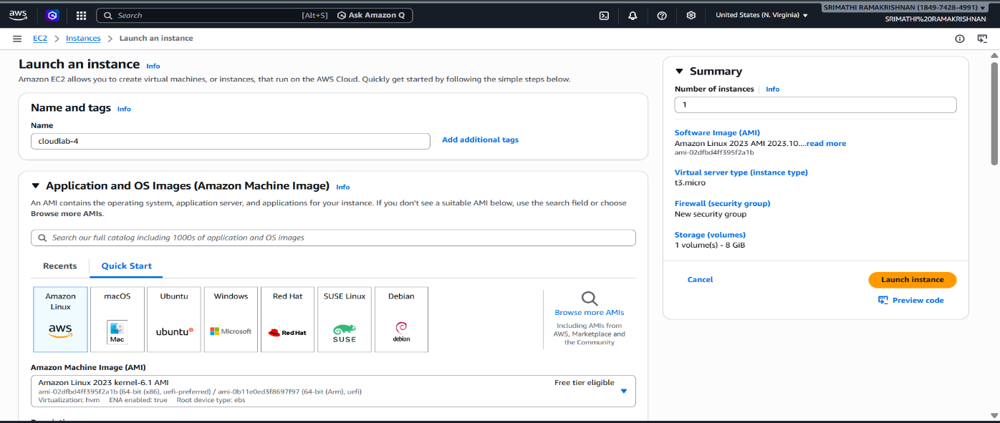 aws
Search [Alt+S] Ask Amazon Q
United States (N. Virginia)
SRIMATHI RAMAKRISHNAN (1849-7428-4991)
SRIMATHI%20RAMAKRISHNAN
EC2 > Instances > Launch an instance
Launch an instance Info
Amazon EC2 allows you to create virtual machines, or instances, that run on the AWS Cloud. Quickly get started by following the simple steps below.
Name and tags Info
Name
cloudlab-4
Add additional tags
Application and OS Images (Amazon Machine Image) Info
An AMI contains the operating system, application server, and applications for your instance. If you don't see a suitable AMI below, use the search field or choose
Browse more AMIs.
Search our full catalog including 1000s of application and OS images
Recents
Quick Start
Amazon
Linux
aws
macOS
Mac
Ubuntu
ubuntu
Windows
Microsoft
Red Hat
Red Hat
SUSE Linux
SUSE
Debian
debian
Browse more AMIs
Including AMIs from
AWS, Marketplace and
the Community
Amazon Machine Image (AMI)
Amazon Linux 2023 kernel-6.1 AMI
Free tier eligible
ami-02dfbd4ff395f2a1b (64-bit (x86), uefi-preferred) / ami-0b11e0ed3f8697f97 (64-bit (Arm), uefi)
Virtualization: hvm ENA enabled: true Root device type: ebs
Summary
Number of instances Info
1
Software Image (AMI)
Amazon Linux 2023 AMI 2023.10....read more
ami-02dfbd4ff395f2a1b
Virtual server type (instance type)
t3.micro
Firewall (security group)
New security group
Storage (volumes)
1 volume(s) - 8 GiB
Cancel
Launch instance
Preview code